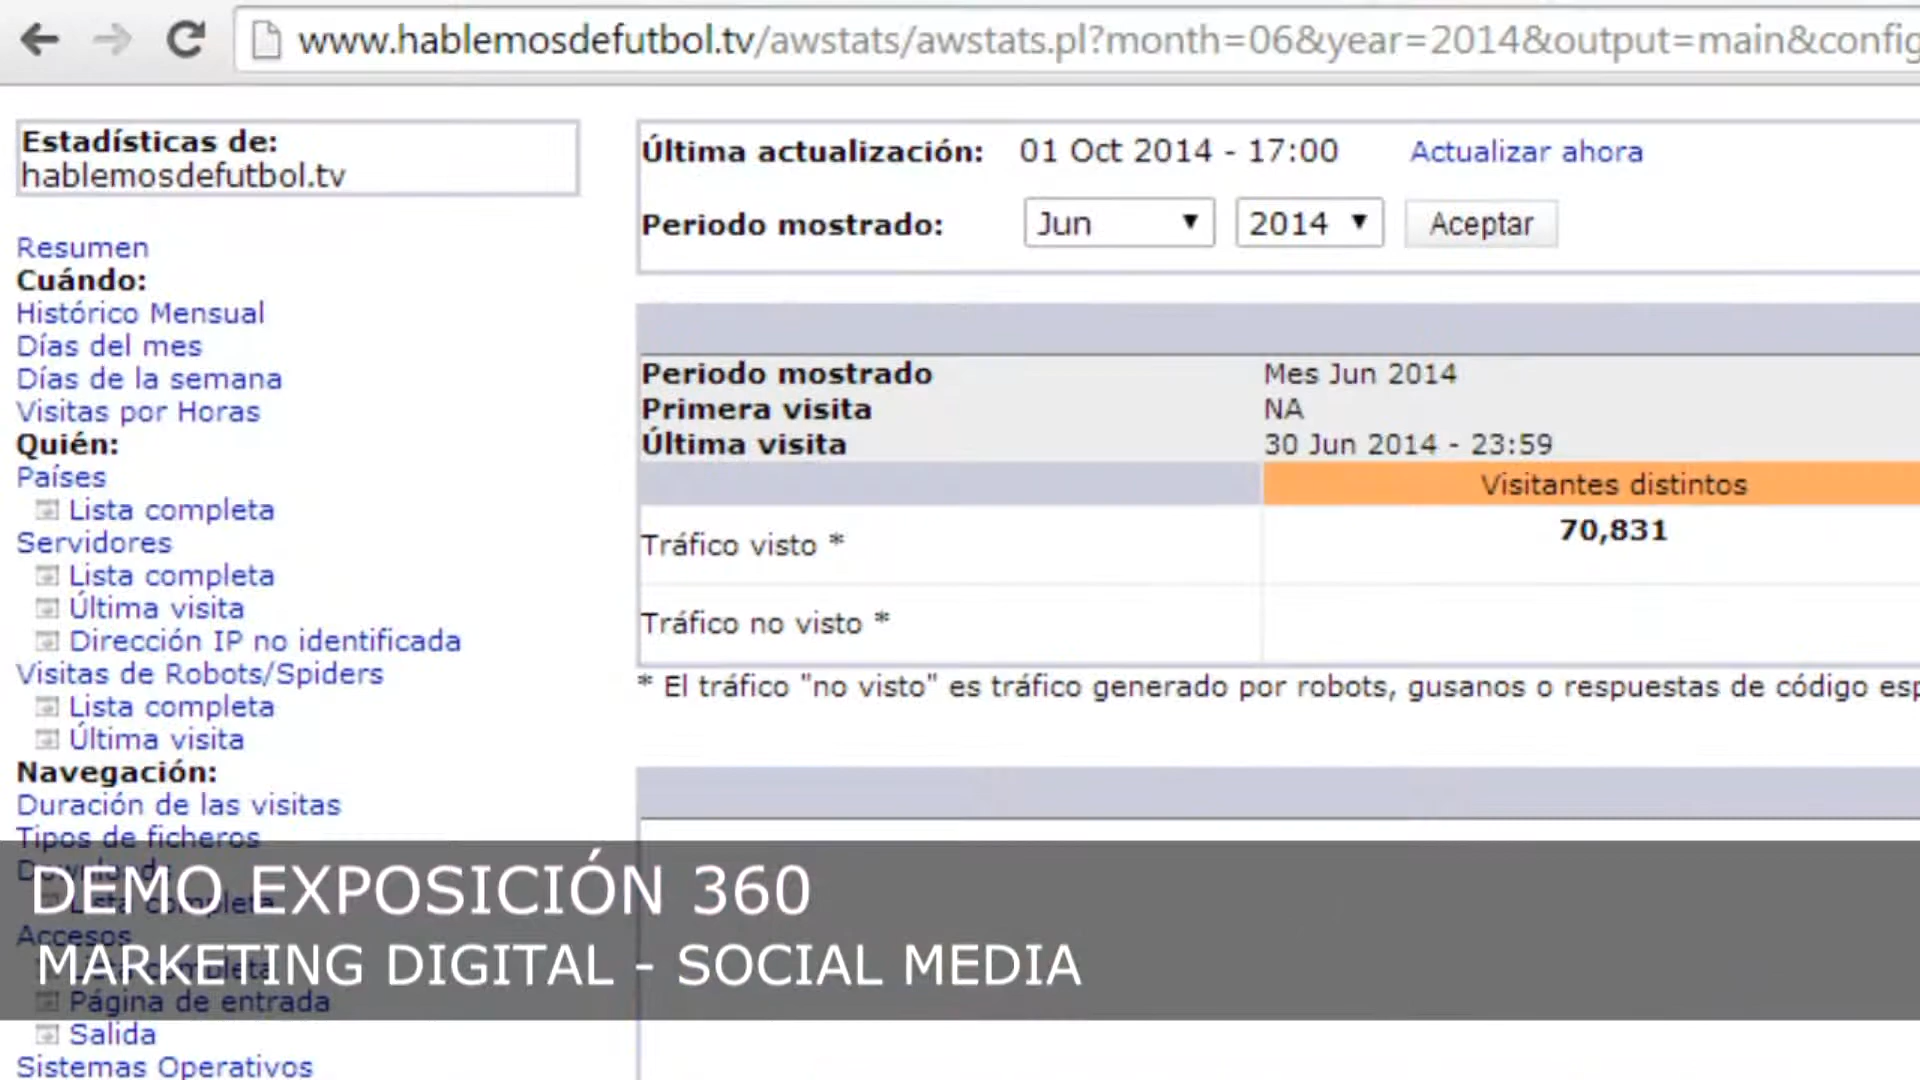 www.hablemosdefutbol.tv/awstats/awstats.pl?month=06&year=2014&output=main&config
Estadísticas de:
hablemosdefutbol.tv
Última actualización: 01 Oct 2014 - 17:00 Actualizar ahora
Periodo mostrado: Jun 2014 Aceptar
Resumen
Cuándo:
Histórico Mensual
Días del mes
Días de la semana
Visitas por Horas
Quién:
Países
Lista completa
Servidores
Lista completa
Última visita
Dirección IP no identificada
Visitas de Robots/Spiders
Lista completa
Última visita
Navegación:
Duración de las visitas
Tipos de ficheros
Downloads
Lista completa
Accesos
Lista completa
Página de entrada
Salida
Sistemas Operativos
Periodo mostrado Mes Jun 2014
Primera visita NA
Última visita 30 Jun 2014 - 23:59
Visitantes distintos
Tráfico visto * 70,831
Tráfico no visto *
* El tráfico "no visto" es tráfico generado por robots, gusanos o respuestas de código esp
DEMO EXPOSICIÓN 360
MARKETING DIGITAL - SOCIAL MEDIA